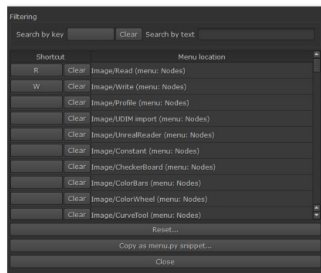 Filtering
Search by key Clear Search by text
Shortcut Menu location
R Clear Image/Read (menu: Nodes)
W Clear Image/Write (menu: Nodes)
Clear Image/Profile (menu: Nodes)
Clear Image/UDIM import (menu: Nodes)
Clear Image/UnrealReader (menu: Nodes)
Clear Image/Constant (menu: Nodes)
Clear Image/CheckerBoard (menu: Nodes)
Clear Image/ColorBars (menu: Nodes)
Clear Image/ColorWheel (menu: Nodes)
Clear Image/CurveTool (menu: Nodes)
Reset...
Copy as menu.py snippet...
Close